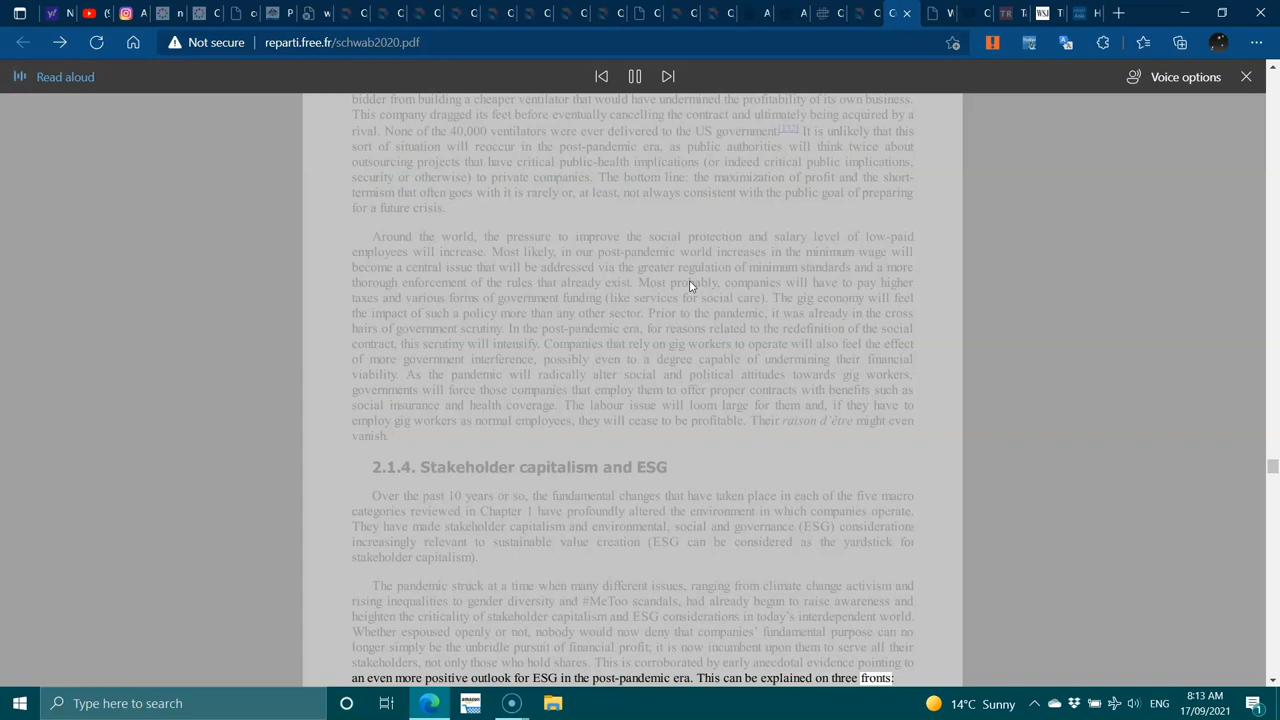 Not secure
reparti.free.fr/schwab2020.pdf
Read aloud
Voice options
bidder from building a cheaper ventilator that would have undermined the profitability of its own business.
This company dragged its feet before eventually cancelling the contract and ultimately being acquired by a
rival. None of the 40,000 ventilators were ever delivered to the US government.[132] It is unlikely that this
sort of situation will reoccur in the post-pandemic era, as public authorities will think twice about
outsourcing projects that have critical public-health implications (or indeed critical public implications,
security or otherwise) to private companies. The bottom line: the maximization of profit and the short-
termism that often goes with it is rarely or, at least, not always consistent with the public goal of preparing
for a future crisis.
Around the world, the pressure to improve the social protection and salary level of low-paid
employees will increase. Most likely, in our post-pandemic world increases in the minimum wage will
become a central issue that will be addressed via the greater regulation of minimum standards and a more
thorough enforcement of the rules that already exist. Most probably, companies will have to pay higher
taxes and various forms of government funding (like services for social care). The gig economy will feel
the impact of such a policy more than any other sector. Prior to the pandemic, it was already in the cross
hairs of government scrutiny. In the post-pandemic era, for reasons related to the redefinition of the social
contract, this scrutiny will intensify. Companies that rely on gig workers to operate will also feel the effect
of more government interference, possibly even to a degree capable of undermining their financial
viability. As the pandemic will radically alter social and political attitudes towards gig workers,
governments will force those companies that employ them to offer proper contracts with benefits such as
social insurance and health coverage. The labour issue will loom large for them and, if they have to
employ gig workers as normal employees, they will cease to be profitable. Their raison d'être might even
vanish.
2.1.4. Stakeholder capitalism and ESG
Over the past 10 years or so, the fundamental changes that have taken place in each of the five macro
categories reviewed in Chapter 1 have profoundly altered the environment in which companies operate.
They have made stakeholder capitalism and environmental, social and governance (ESG) considerations
increasingly relevant to sustainable value creation (ESG can be considered as the yardstick for
stakeholder capitalism).
The pandemic struck at a time when many different issues, ranging from climate change activism and
rising inequalities to gender diversity and #MeToo scandals, had already begun to raise awareness and
heighten the criticality of stakeholder capitalism and ESG considerations in today's interdependent world.
Whether espoused openly or not, nobody would now deny that companies' fundamental purpose can no
longer simply be the unbridle pursuit of financial profit; it is now incumbent upon them to serve all their
stakeholders, not only those who hold shares. This is corroborated by early anecdotal evidence pointing to
an even more positive outlook for ESG in the post-pandemic era. This can be explained on three fronts:
Type here to search
14°C Sunny
ENG
8:13 AM
17/09/2021